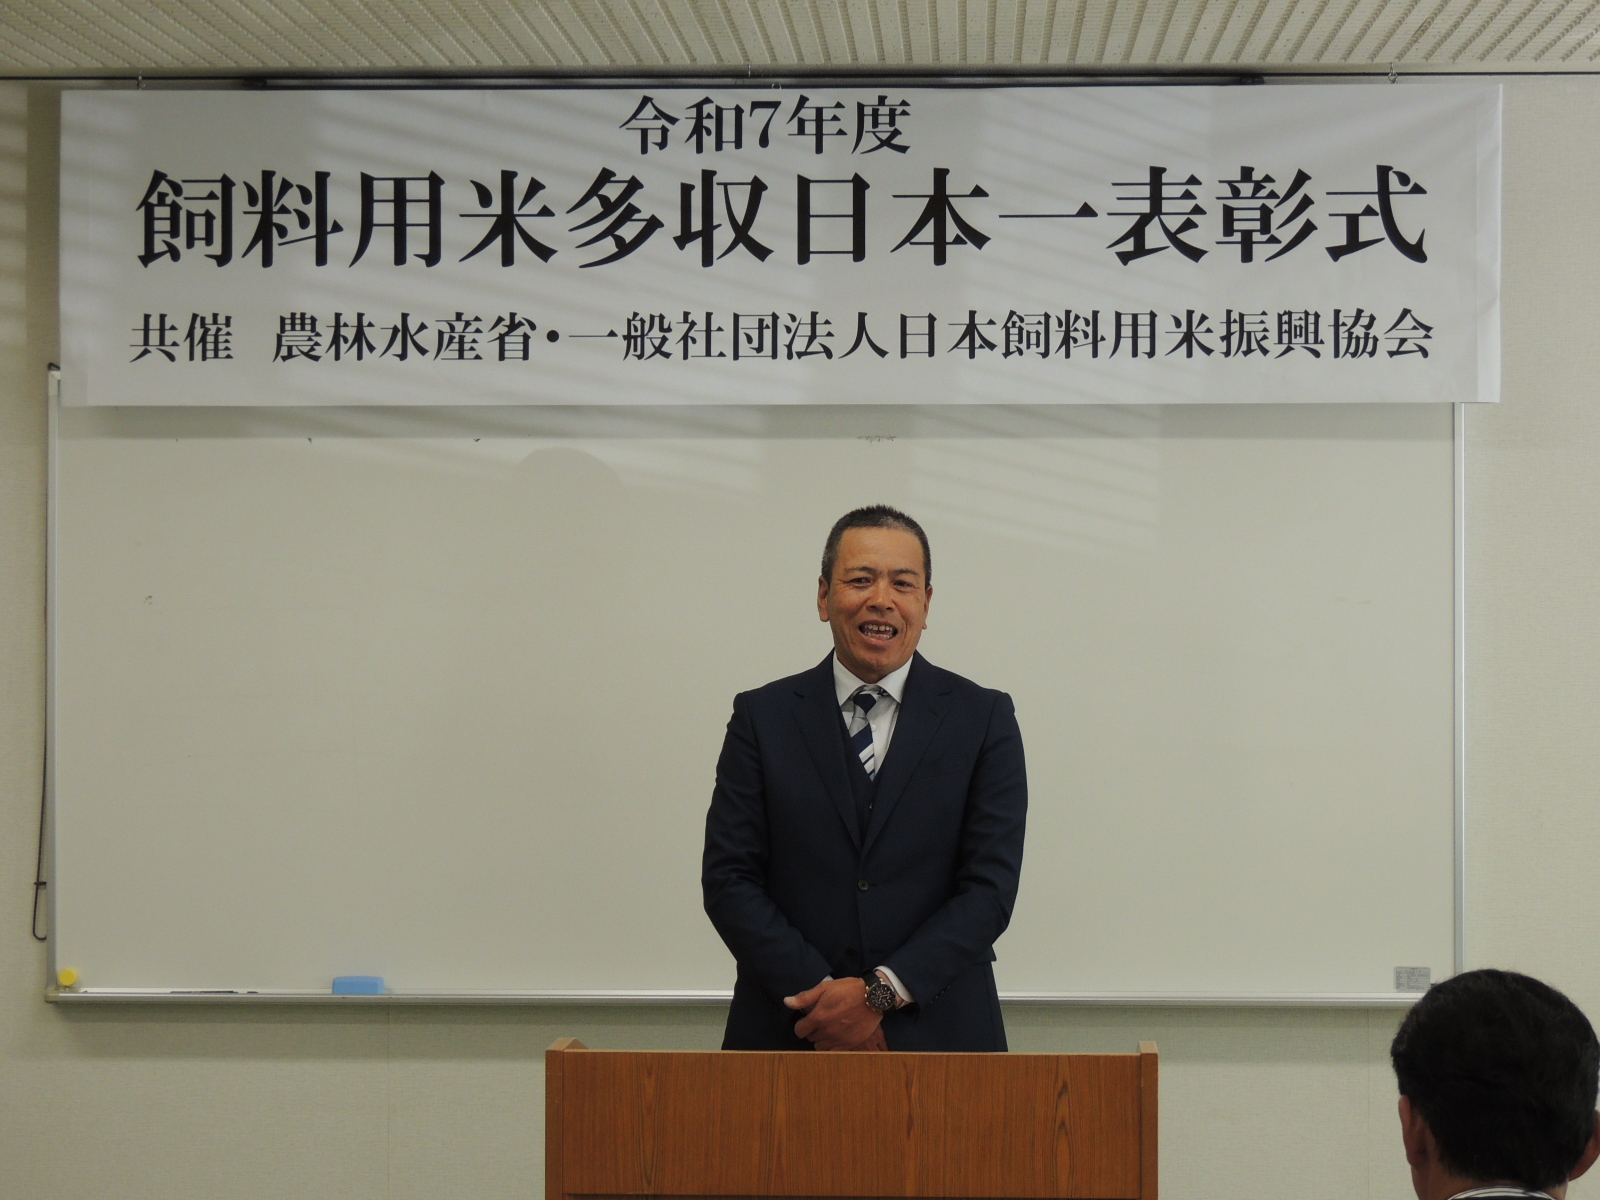 令和7年度
飼料用米多収日本一表彰式
共催　農林水産省・一般社団法人日本飼料用米振興協会